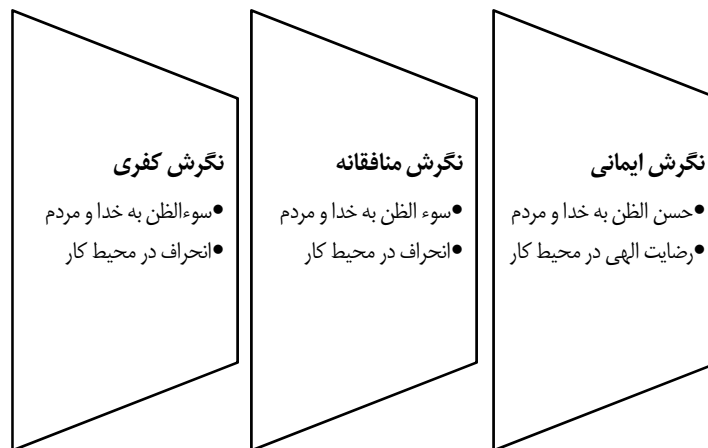 نگرش ایمانی
●حسن الظن به خدا و مردم
●رضایت الهی در محیط کار
نگرش منافقانه
●سوء الظن به خدا و مردم
●انحراف در محیط کار
نگرش کفری
●سوءالظن به خدا و مردم
●انحراف در محیط کار